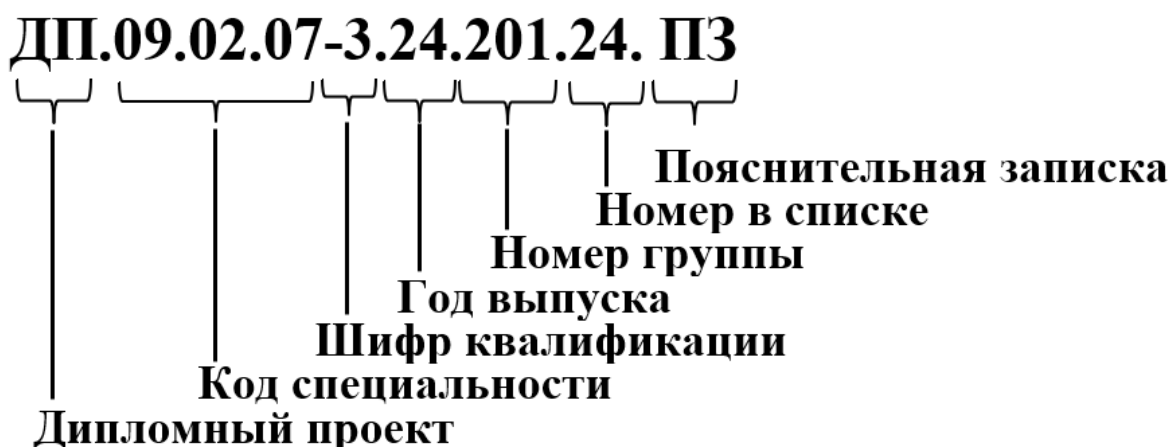 ДП.09.02.07-3.24.201.24. ПЗ
Пояснительная записка
Номер в списке
Номер группы
Год выпуска
Шифр квалификации
Код специальности
Дипломный проект